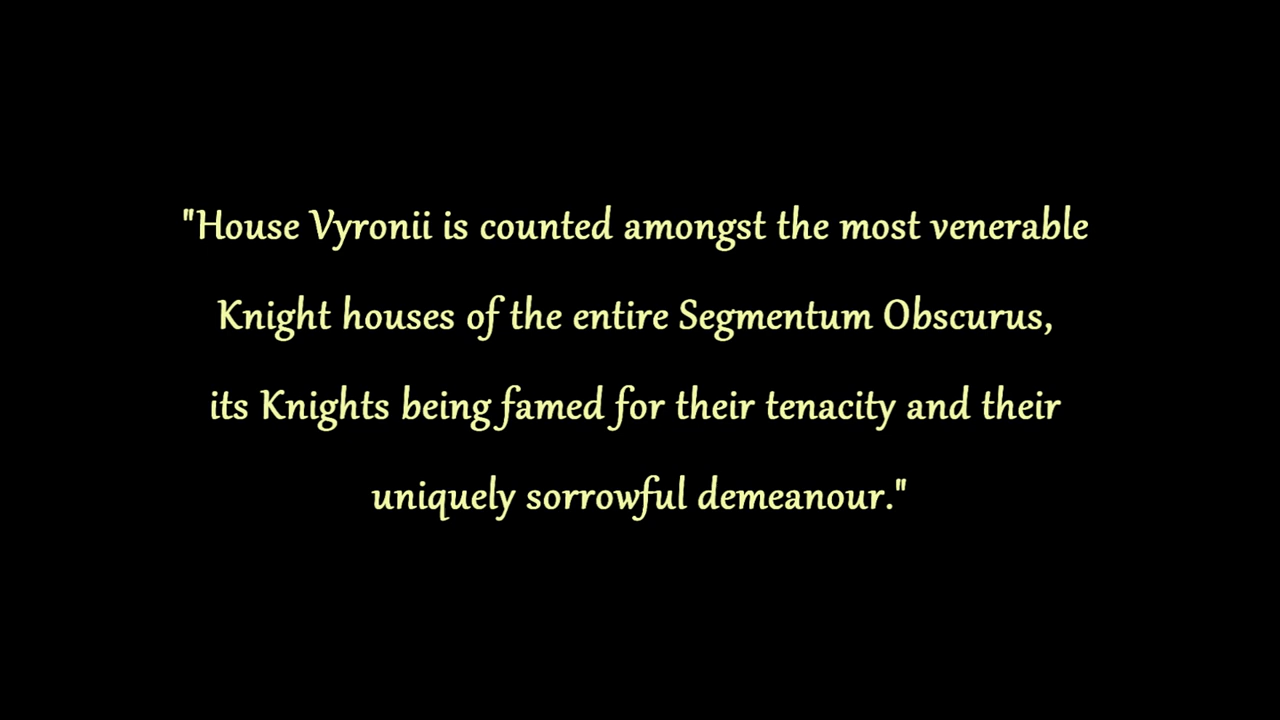 "House Vyronii is counted amongst the most venerable
Knight houses of the entire Segmentum Obscurus,
its Knights being famed for their tenacity and their
uniquely sorrowful demeanour."